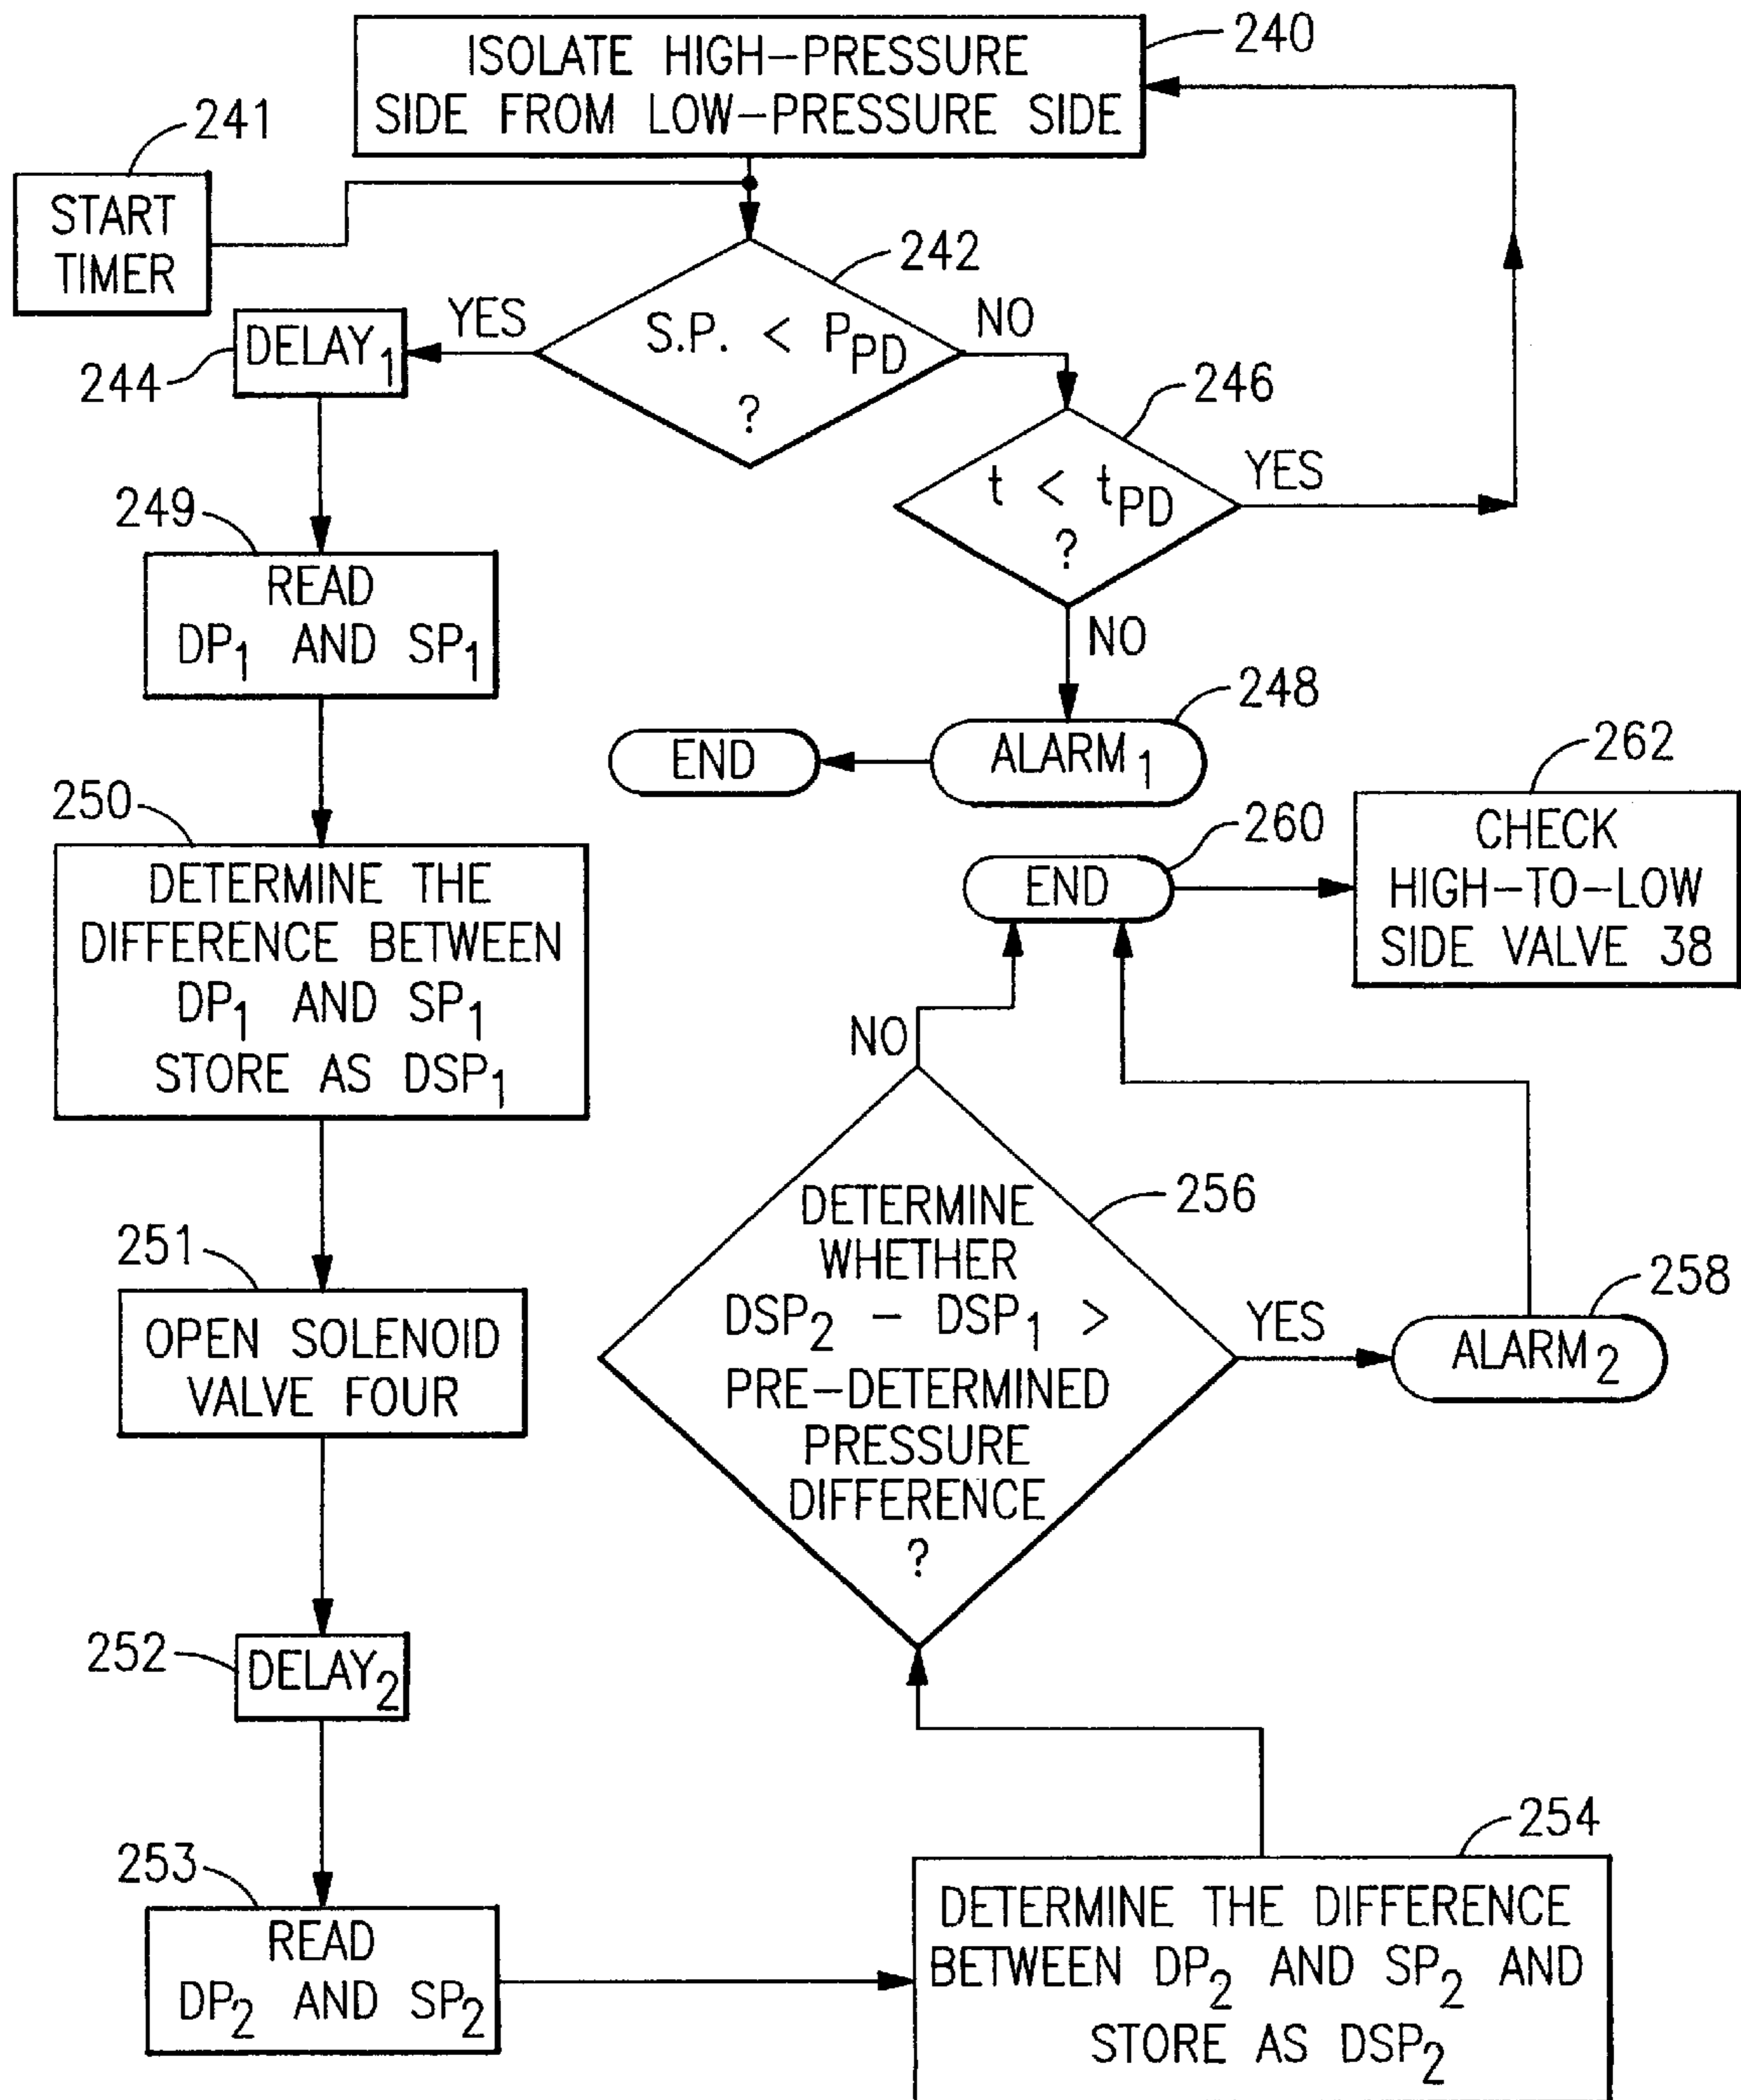 ISOLATE HIGH-PRESSURE
SIDE FROM LOW-PRESSURE SIDE
240
241
START
TIMER
242
S.P. < P_PD
?
YES
NO
DELAY₁
244
246
t < t_PD
?
YES
NO
249
READ
DP₁ AND SP₁
248
ALARM₁
END
250
DETERMINE THE
DIFFERENCE BETWEEN
DP₁ AND SP₁
STORE AS DSP₁
260
END
262
CHECK
HIGH-TO-LOW
SIDE VALVE 38
NO
251
OPEN SOLENOID
VALVE FOUR
256
DETERMINE
WHETHER
DSP₂ - DSP₁ >
PRE-DETERMINED
PRESSURE
DIFFERENCE
?
YES
258
ALARM₂
252
DELAY₂
253
READ
DP₂ AND SP₂
254
DETERMINE THE DIFFERENCE
BETWEEN DP₂ AND SP₂ AND
STORE AS DSP₂